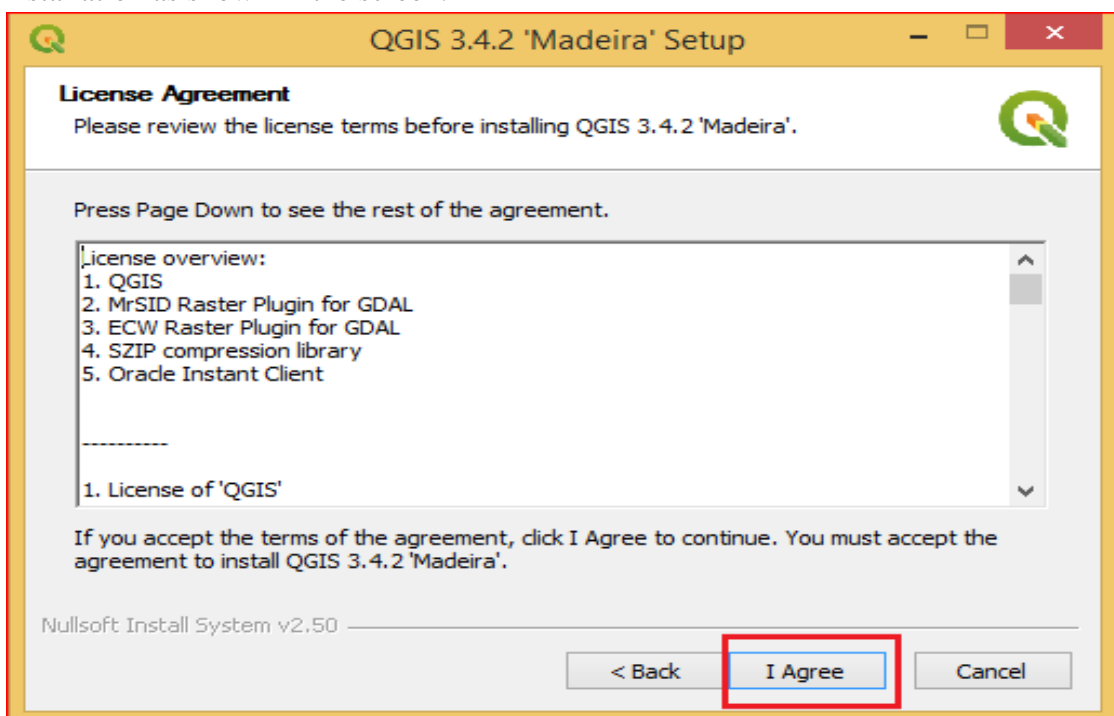 QGIS 3.4.2 'Madeira' Setup
License Agreement
Please review the license terms before installing QGIS 3.4.2 'Madeira'.
Press Page Down to see the rest of the agreement.
License overview:
1. QGIS
2. MrSID Raster Plugin for GDAL
3. ECW Raster Plugin for GDAL
4. SZIP compression library
5. Oracle Instant Client
----------
1. License of 'QGIS'
If you accept the terms of the agreement, click I Agree to continue. You must accept the
agreement to install QGIS 3.4.2 'Madeira'.
Nullsoft Install System v2.50
< Back I Agree Cancel